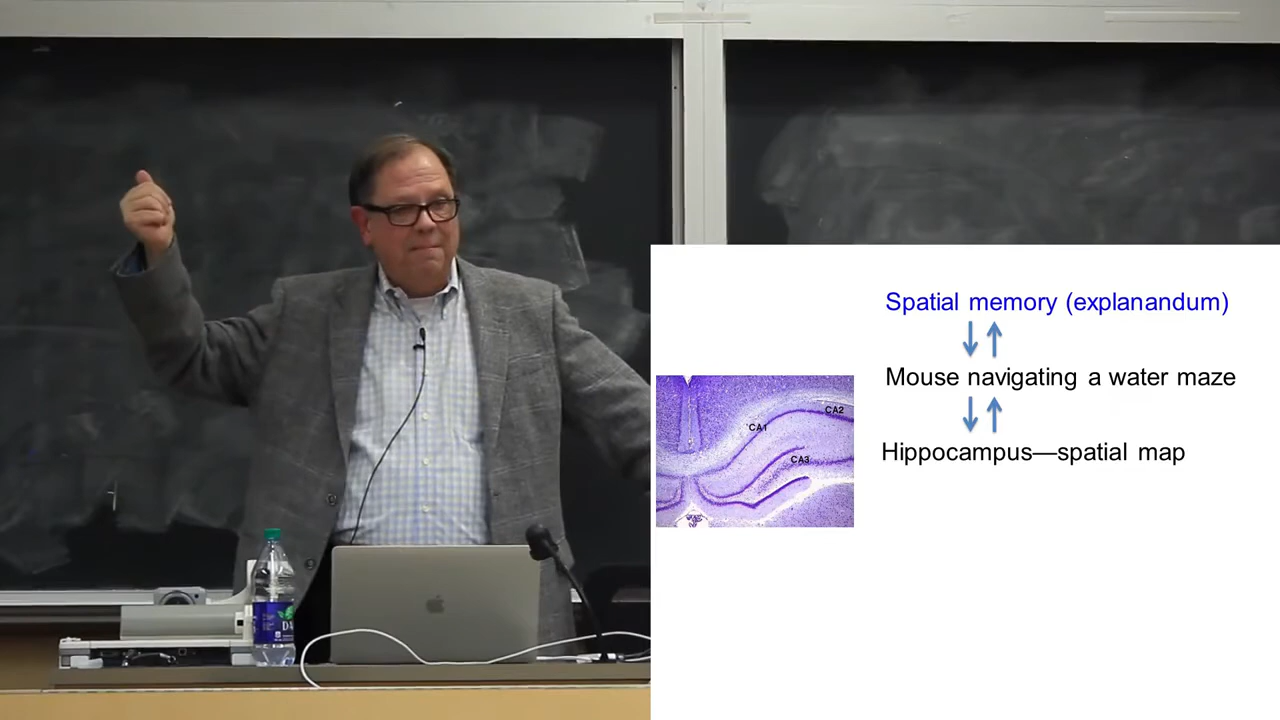 Spatial memory (explanandum)
Mouse navigating a water maze
Hippocampus—spatial map
CA1
CA2
CA3